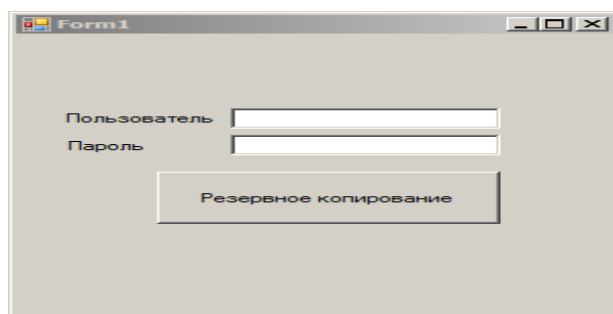 Form1
Пользователь
Пароль
Резервное копирование